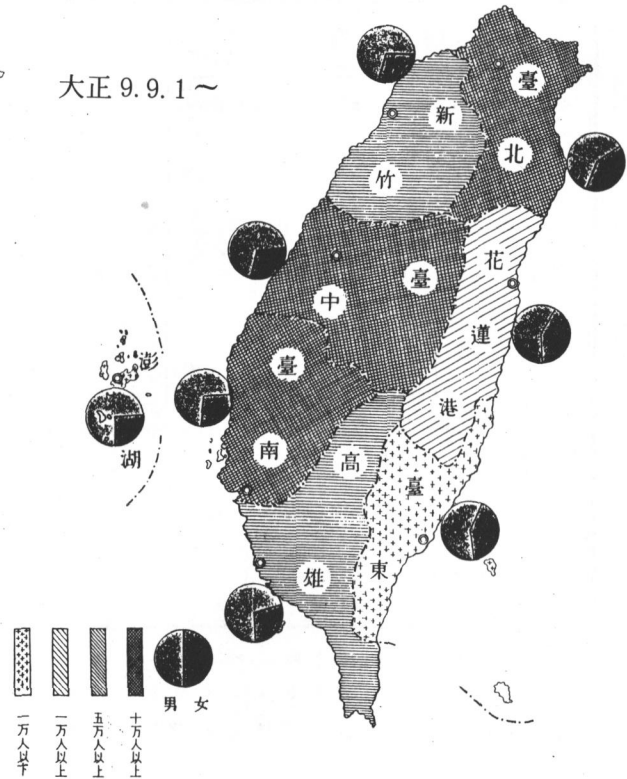 大正 9.9.1～
臺北
新竹
臺中
花蓮港
臺南
澎湖
高雄
臺東
男 女
一万人以下
一万人以上
五万人以上
十万人以上